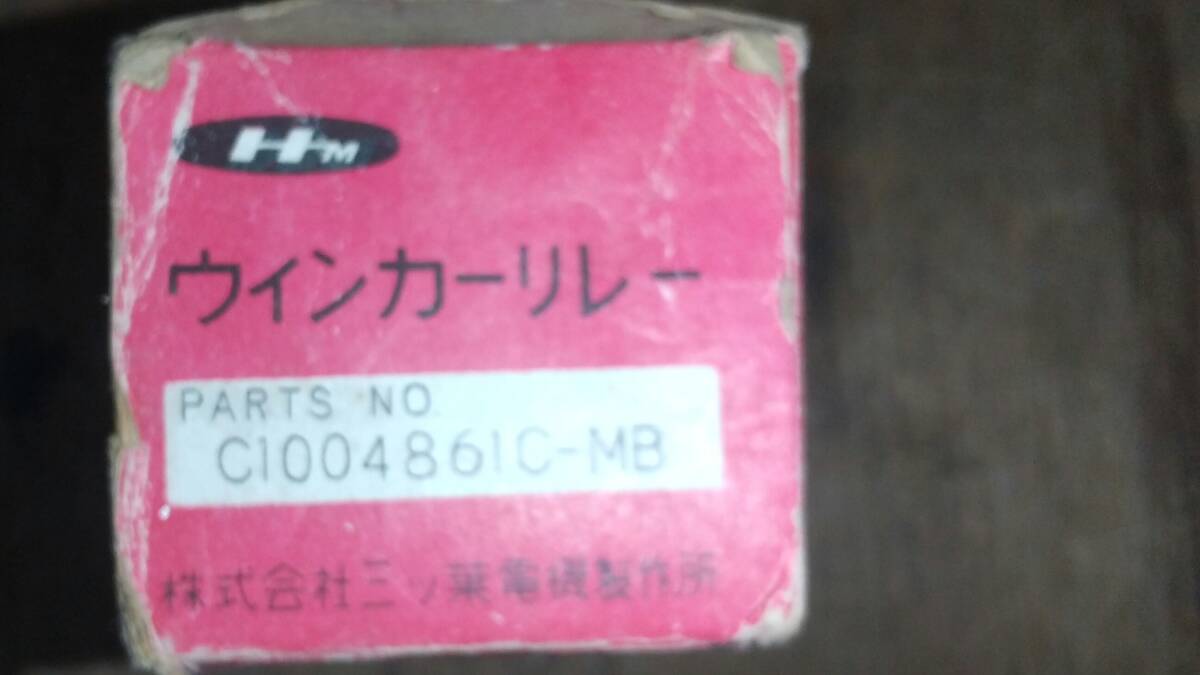 HM
ウインカーリレー
PARTS NO.
C1004861C-MB
株式会社三ッ葉電機製作所